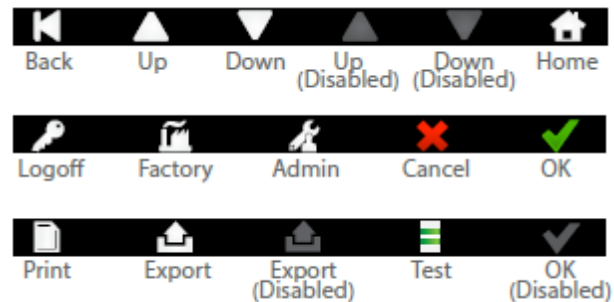 Back Up Down Up (Disabled) Down (Disabled) Home
Logoff Factory Admin Cancel OK
Print Export Export (Disabled) Test OK (Disabled)